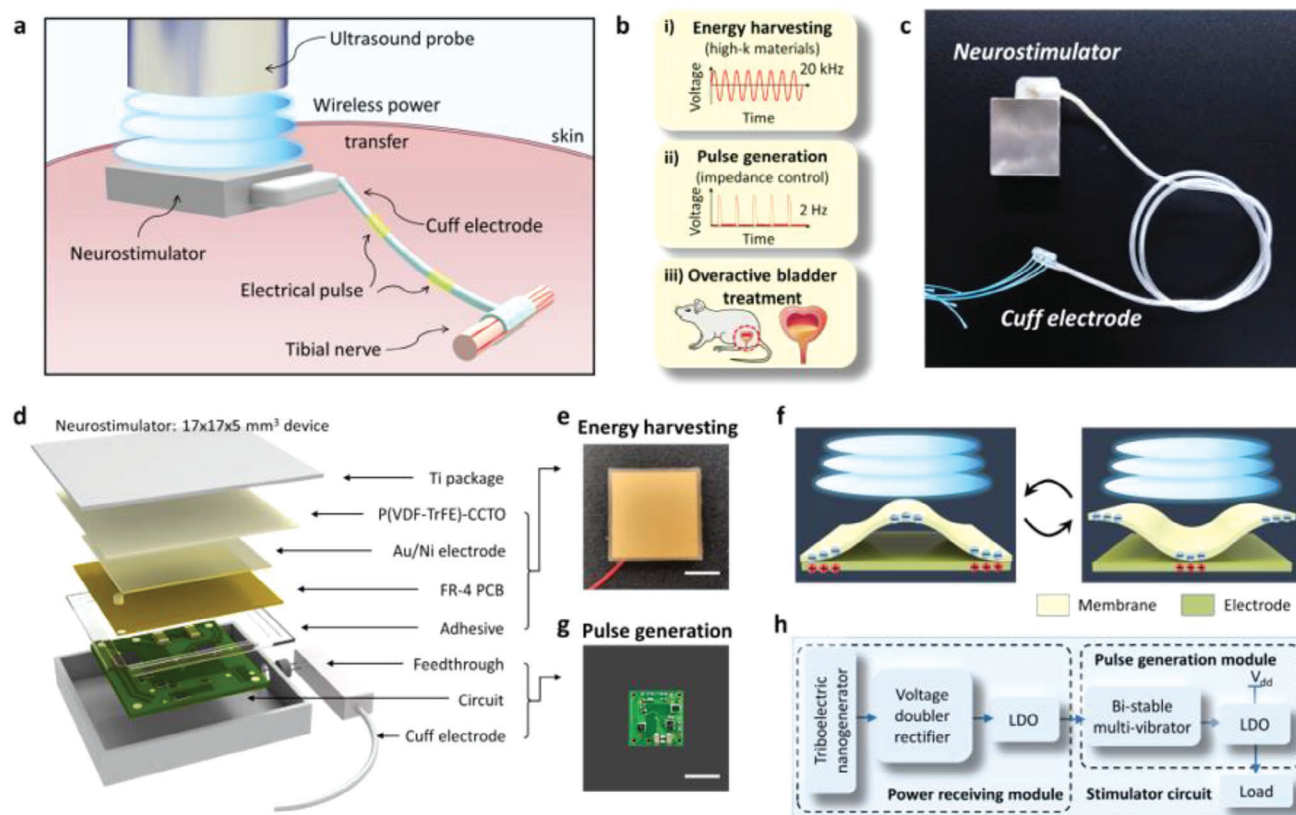 a
Ultrasound probe
Wireless power
transfer
skin
Cuff electrode
Neurostimulator
Electrical pulse
Tibial nerve
b
i) Energy harvesting
(high-k materials)
Voltage
20 kHz
Time
ii) Pulse generation
(impedance control)
Voltage
2 Hz
Time
iii) Overactive bladder
treatment
c
Neurostimulator
Cuff electrode
d
Neurostimulator: 17x17x5 mm³ device
Ti package
P(VDF-TrFE)-CCTO
Au/Ni electrode
FR-4 PCB
Adhesive
Feedthrough
Circuit
Cuff electrode
e
Energy harvesting
g
Pulse generation
f
Membrane
Electrode
h
Pulse generation module
Vdd
Triboelectric
nanogenerator
Voltage
doubler
rectifier
LDO
Bi-stable
multi-vibrator
LDO
Power receiving module
Stimulator circuit
Load